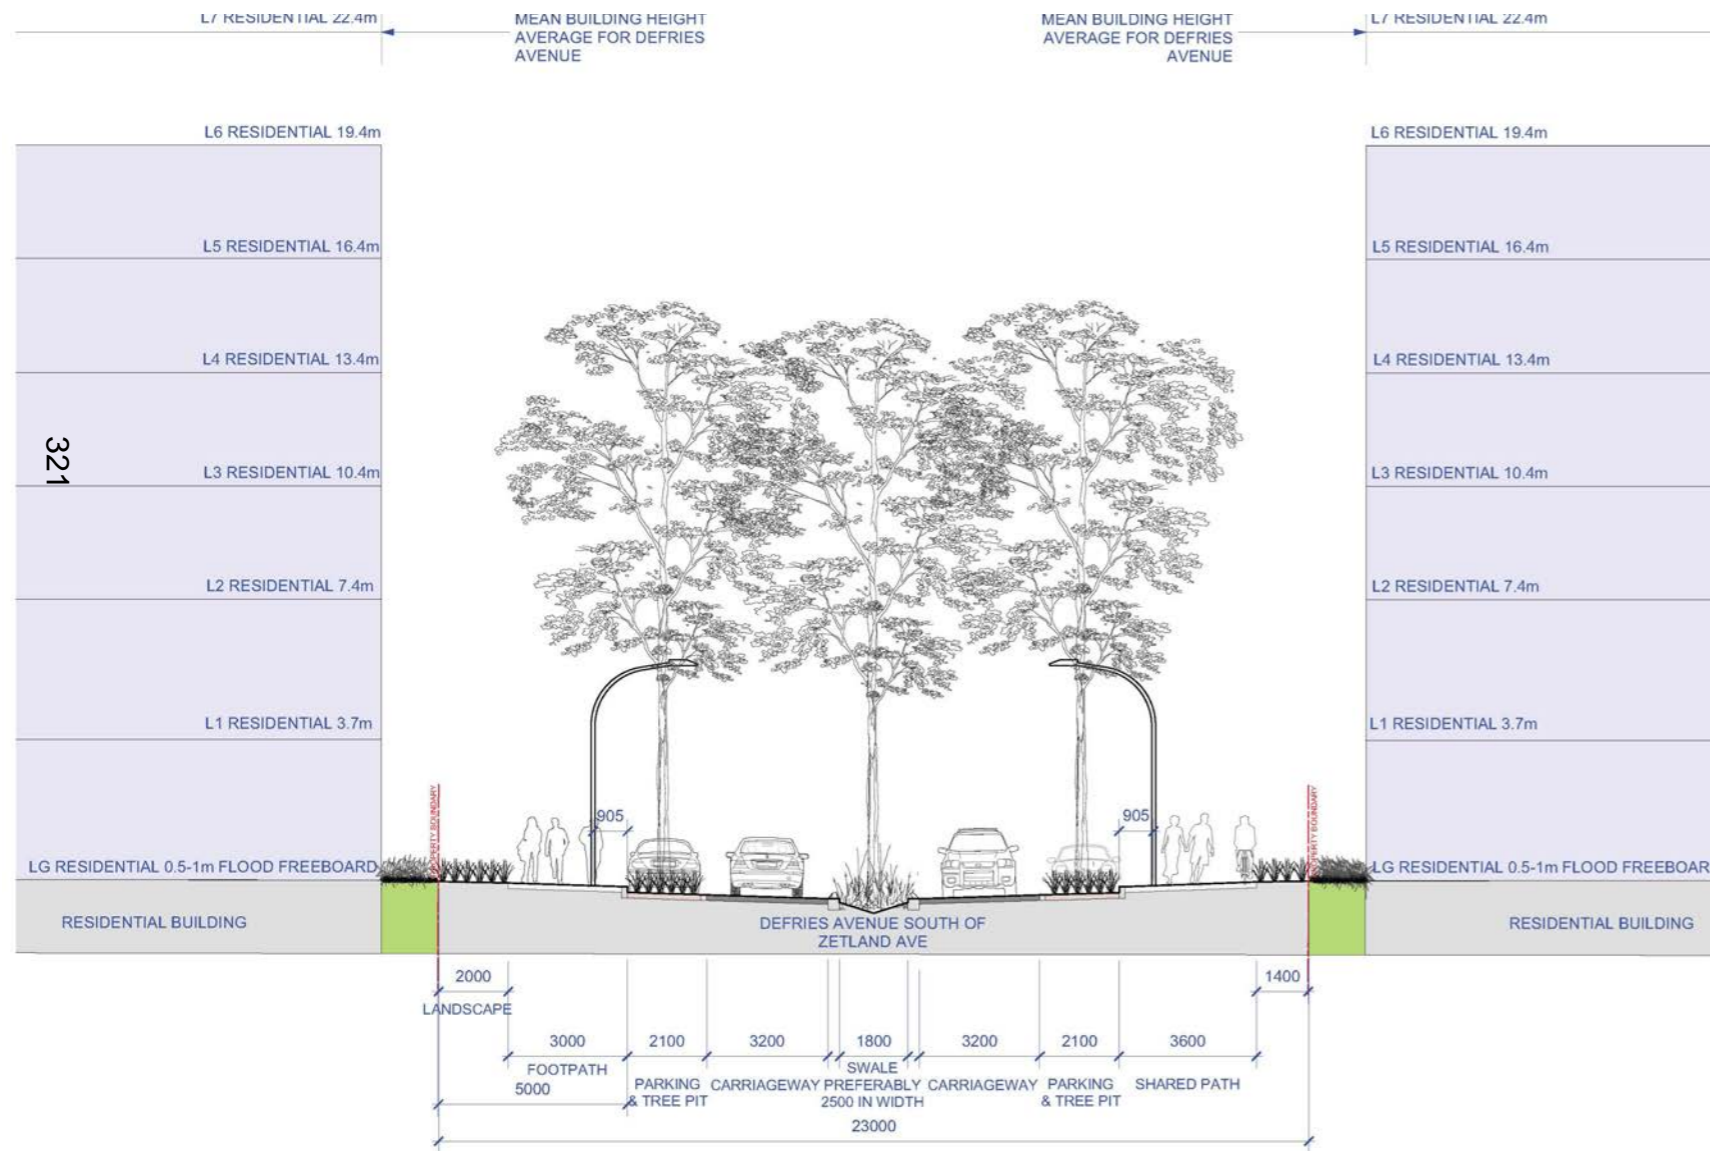 L7 RESIDENTIAL 22.4m
MEAN BUILDING HEIGHT
AVERAGE FOR DEFRIES
AVENUE
MEAN BUILDING HEIGHT
AVERAGE FOR DEFRIES
AVENUE
L7 RESIDENTIAL 22.4m
L6 RESIDENTIAL 19.4m
L6 RESIDENTIAL 19.4m
L5 RESIDENTIAL 16.4m
L5 RESIDENTIAL 16.4m
L4 RESIDENTIAL 13.4m
L4 RESIDENTIAL 13.4m
321
L3 RESIDENTIAL 10.4m
L3 RESIDENTIAL 10.4m
L2 RESIDENTIAL 7.4m
L2 RESIDENTIAL 7.4m
L1 RESIDENTIAL 3.7m
L1 RESIDENTIAL 3.7m
PROPERTY BOUNDARY
905
905
PROPERTY BOUNDARY
LG RESIDENTIAL 0.5-1m FLOOD FREEBOARD
LG RESIDENTIAL 0.5-1m FLOOD FREEBOAR
RESIDENTIAL BUILDING
DEFRIES AVENUE SOUTH OF
ZETLAND AVE
RESIDENTIAL BUILDING
2000
LANDSCAPE
1400
3000
FOOTPATH
5000
2100
PARKING
& TREE PIT
3200
CARRIAGEWAY
1800
SWALE
PREFERABLY
2500 IN WIDTH
3200
CARRIAGEWAY
2100
PARKING
& TREE PIT
3600
SHARED PATH
23000